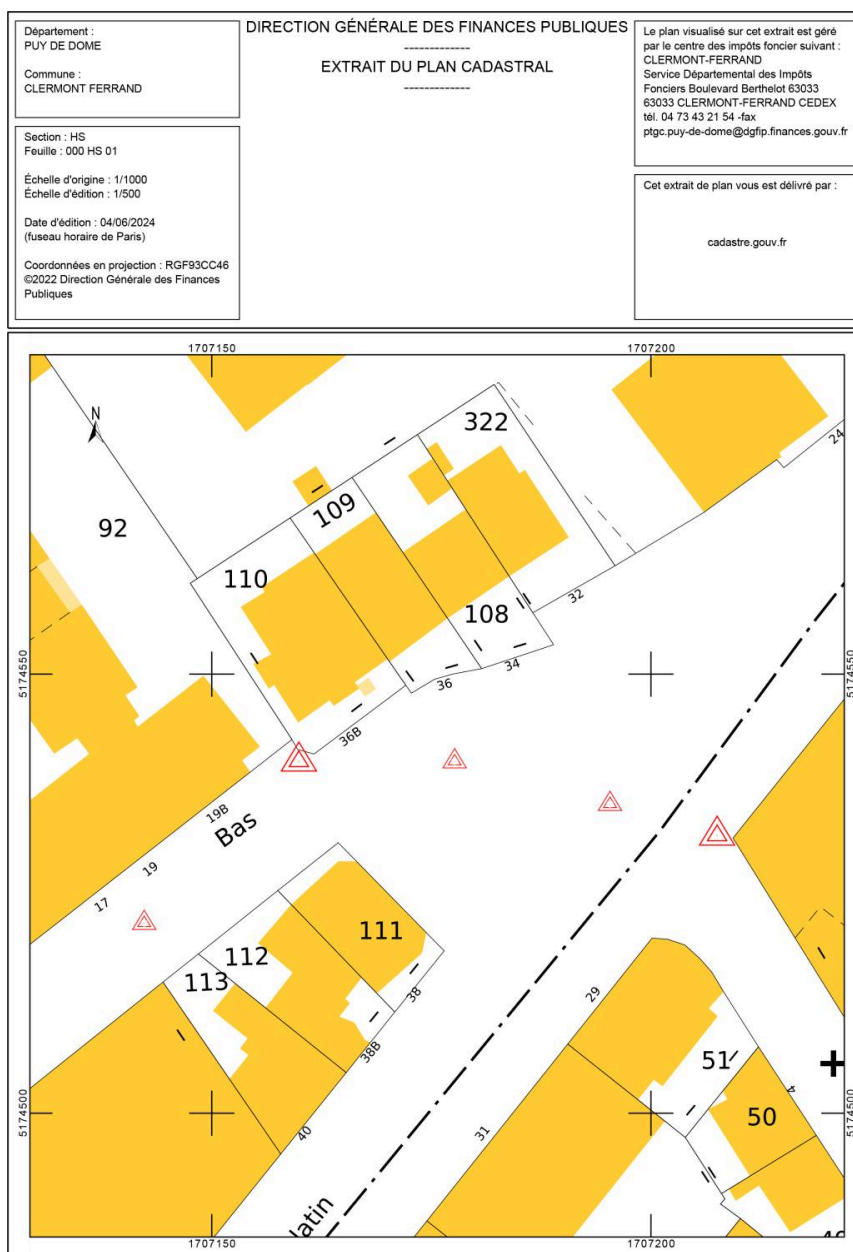 Département :
PUY DE DOME
Commune :
CLERMONT FERRAND
Section : HS
Feuille : 000 HS 01
Échelle d'origine : 1/1000
Échelle d'édition : 1/500
Date d'édition : 04/06/2024
(fuseau horaire de Paris)
Coordonnées en projection : RGF93CC46
©2022 Direction Générale des Finances
Publiques
DIRECTION GÉNÉRALE DES FINANCES PUBLIQUES
-------------
EXTRAIT DU PLAN CADASTRAL
-------------
Le plan visualisé sur cet extrait est géré
par le centre des impôts foncier suivant :
CLERMONT-FERRAND
Service Départemental des Impôts
Fonciers Boulevard Berthelot 63033
63033 CLERMONT-FERRAND CEDEX
tél. 04 73 43 21 54 -fax
ptgc.puy-de-dome@dgfip.finances.gouv.fr
Cet extrait de plan vous est délivré par :
cadastre.gouv.fr
1707150
1707200
N
322
24
109
92
110
32
108
5174550
5174550
34
36
36B
19B
Bas
19
17
111
112
113
38
29
38B
51
4
5174500
5174500
50
31
40
latin
1707150
1707200